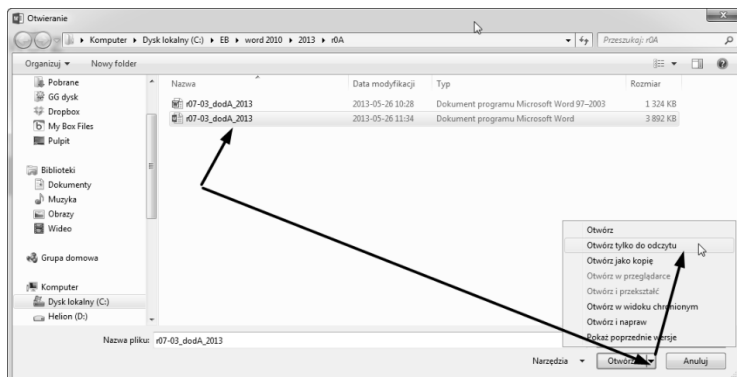 Otwieranie
Komputer Dysk lokalny (C:) EB word 2010 2013 r0A
Przeszukaj: r0A
Organizuj Nowy folder
Nazwa Data modyfikacji Typ Rozmiar
Pobrane
GG dysk
Dropbox
My Box Files
Pulpit
Biblioteki
Dokumenty
Muzyka
Obrazy
Wideo
Grupa domowa
Komputer
Dysk lokalny (C:)
Helion (D:)
r07-03_dodA_2013 2013-05-26 10:28 Dokument programu Microsoft Word 97–2003 1 324 KB
r07-03_dodA_2013 2013-05-26 11:34 Dokument programu Microsoft Word 3 892 KB
Otwórz
Otwórz tylko do odczytu
Otwórz jako kopię
Otwórz w przeglądarce
Otwórz i przekształć
Otwórz w widoku chronionym
Otwórz i napraw
Pokaż poprzednie wersje
Nazwa pliku: r07-03_dodA_2013
Narzędzia Otwórz Anuluj